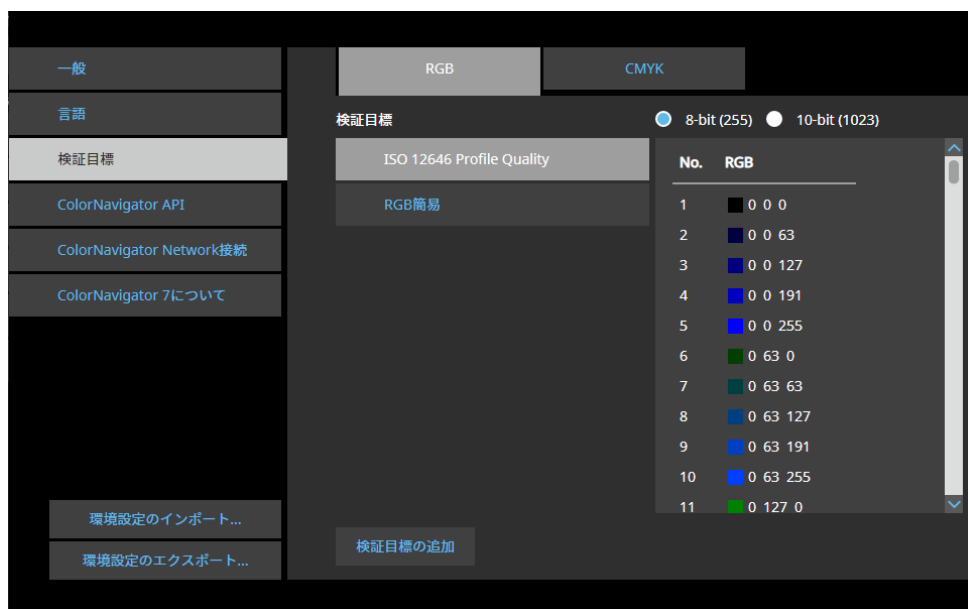 一般
言語
検証目標
ColorNavigator API
ColorNavigator Network接続
ColorNavigator 7について
環境設定のインポート...
環境設定のエクスポート...
RGB CMYK
検証目標 8-bit (255) 10-bit (1023)
ISO 12646 Profile Quality
RGB簡易
No. RGB
1 0 0 0
2 0 0 63
3 0 0 127
4 0 0 191
5 0 0 255
6 0 63 0
7 0 63 63
8 0 63 127
9 0 63 191
10 0 63 255
11 0 127 0
検証目標の追加